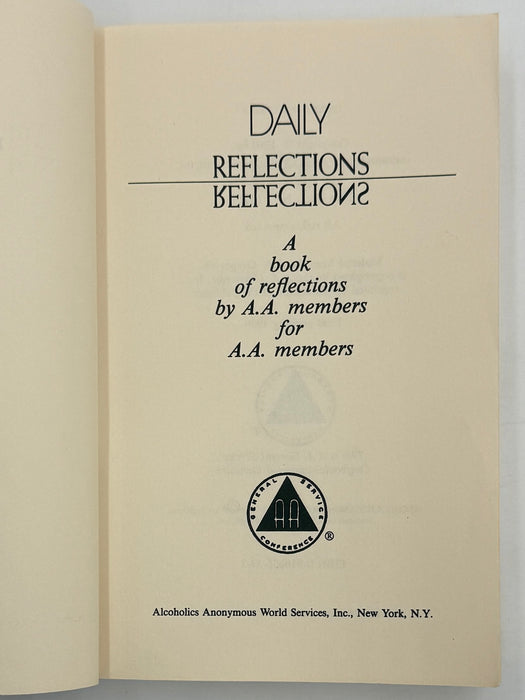 DAILY
REFLECTIONS
REFLECTIONS
A
book
of reflections
by A.A. members
for
A.A. members
GENERAL SERVICE
AA
CONFERENCE
®
Alcoholics Anonymous World Services, Inc., New York, N.Y.